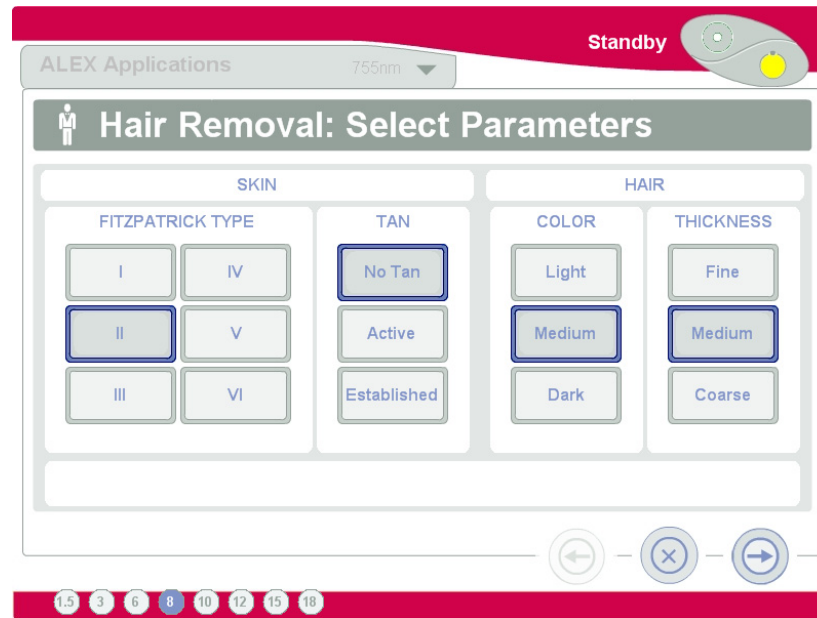 Standby
ALEX Applications 755nm
Hair Removal: Select Parameters
SKIN HAIR
FITZPATRICK TYPE TAN COLOR THICKNESS
I IV No Tan Light Fine
II V Active Medium Medium
III VI Established Dark Coarse
1.5 3 6 8 10 12 15 18